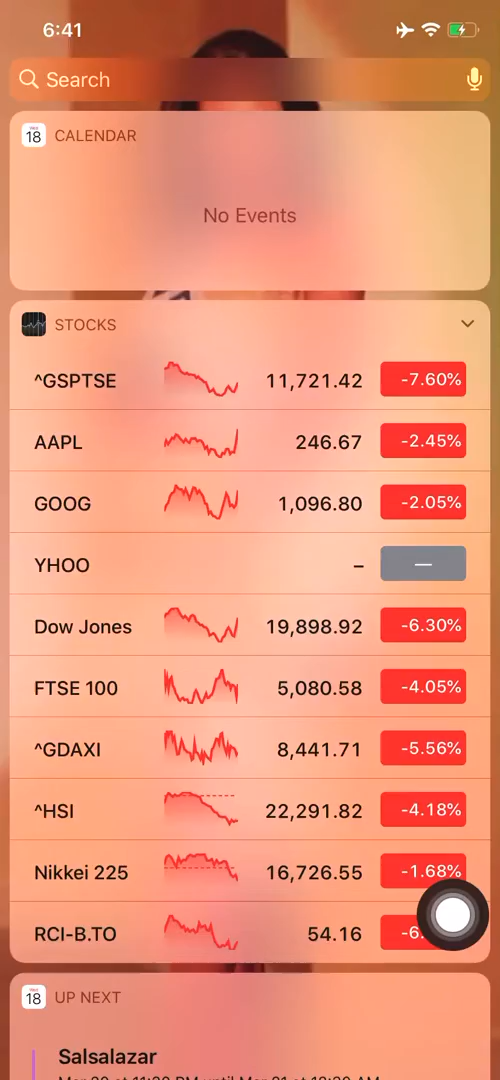 6:41
Search
18
CALENDAR
No Events
STOCKS
^GSPTSE 11,721.42 -7.60%
AAPL 246.67 -2.45%
GOOG 1,096.80 -2.05%
YHOO – —
Dow Jones 19,898.92 -6.30%
FTSE 100 5,080.58 -4.05%
^GDAXI 8,441.71 -5.56%
^HSI 22,291.82 -4.18%
Nikkei 225 16,726.55 -1.68%
RCI-B.TO 54.16 -6.
18
UP NEXT
Salsalazar